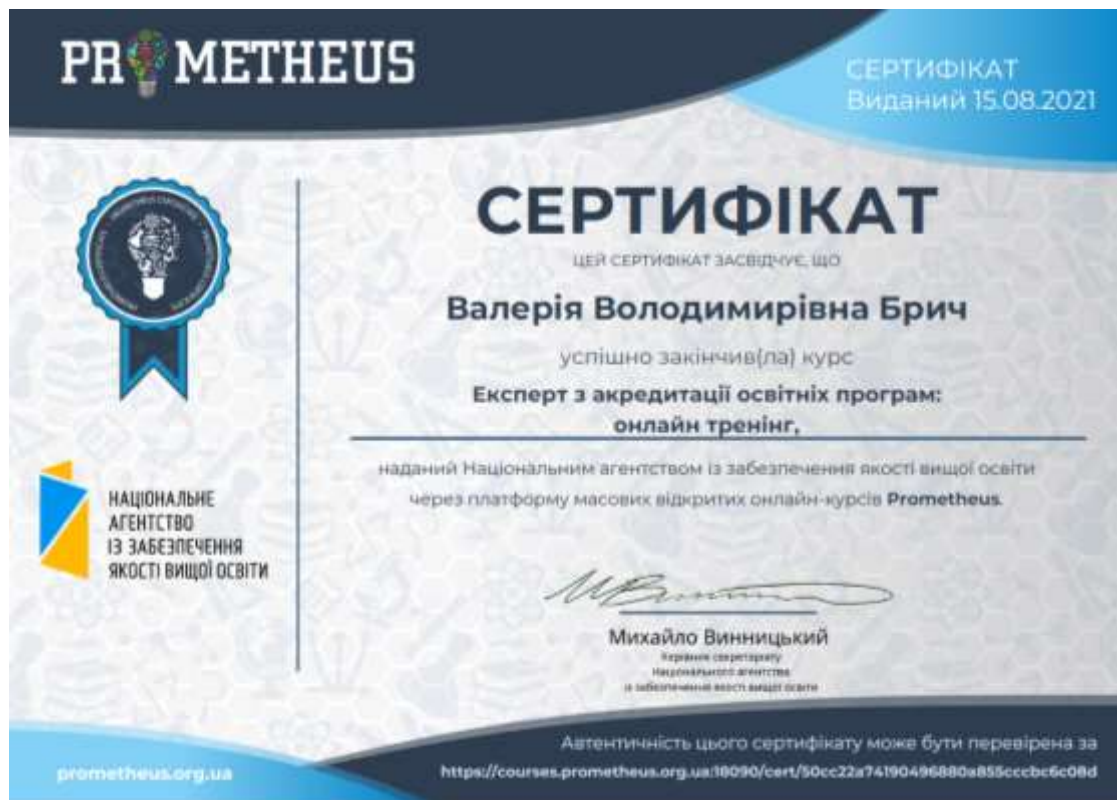 PROMETHEUS
СЕРТИФІКАТ
Виданий 15.08.2021
СЕРТИФІКАТ
ЦЕЙ СЕРТИФІКАТ ЗАСВІДЧУЄ, ЩО
Валерія Володимирівна Брич
успішно закінчив(ла) курс
Експерт з акредитації освітніх програм:
онлайн тренінг,
наданий Національним агентством із забезпечення якості вищої освіти
через платформу масових відкритих онлайн-курсів Prometheus.
НАЦІОНАЛЬНЕ
АГЕНТСТВО
ІЗ ЗАБЕЗПЕЧЕННЯ
ЯКОСТІ ВИЩОЇ ОСВІТИ
Михайло Винницький
Керівник секретаріату
Національного агентства
із забезпечення якості вищої освіти
Автентичність цього сертифікату може бути перевірена за
prometheus.org.ua
https://courses.prometheus.org.ua:18090/cert/50cc22a74190496880a855cccbc6c08d